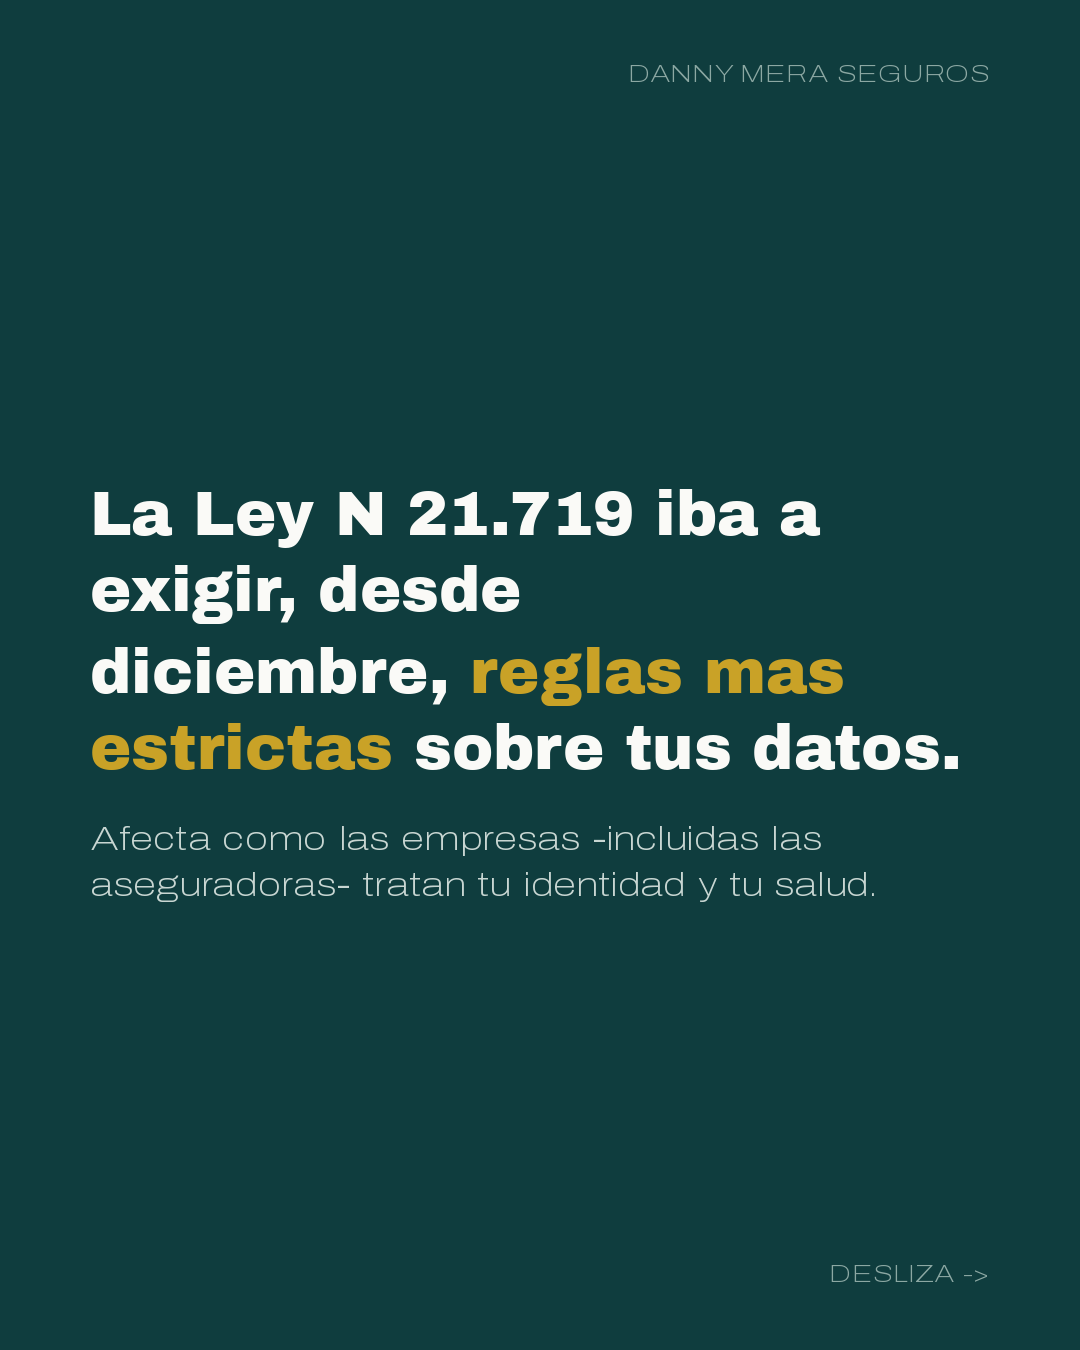 DANNY MERA SEGUROS
La Ley N 21.719 iba a
exigir, desde
diciembre, reglas mas
estrictas sobre tus datos.
Afecta como las empresas -incluidas las
aseguradoras- tratan tu identidad y tu salud.
DESLIZA ->